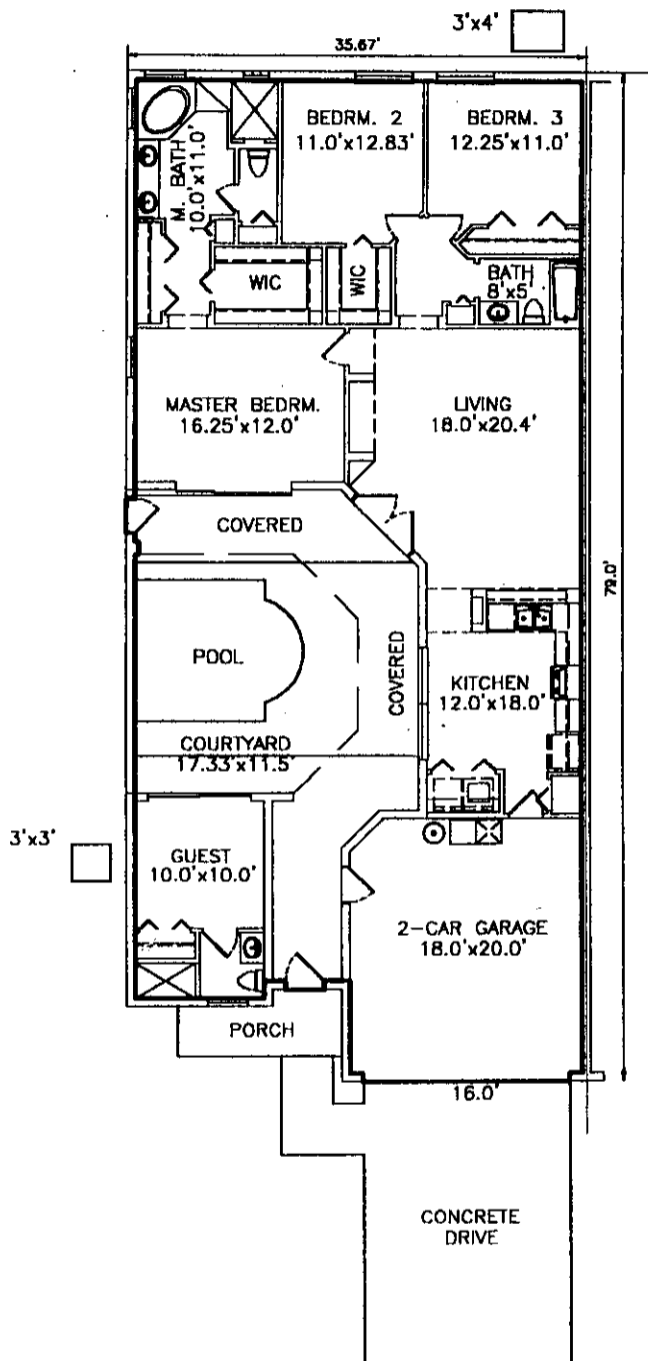 3'x4'
35.67'
BEDRM. 2
11.0'x12.83'
BEDRM. 3
12.25'x11.0'
M. BATH
10.0'x11.0'
WIC
WIC
BATH
8'x5'
MASTER BEDRM.
16.25'x12.0'
LIVING
18.0'x20.4'
COVERED
79.0'
POOL
COVERED
KITCHEN
12.0'x18.0'
COURTYARD
17.33'x11.5'
3'x3'
GUEST
10.0'x10.0'
2-CAR GARAGE
18.0'x20.0'
PORCH
16.0'
CONCRETE
DRIVE